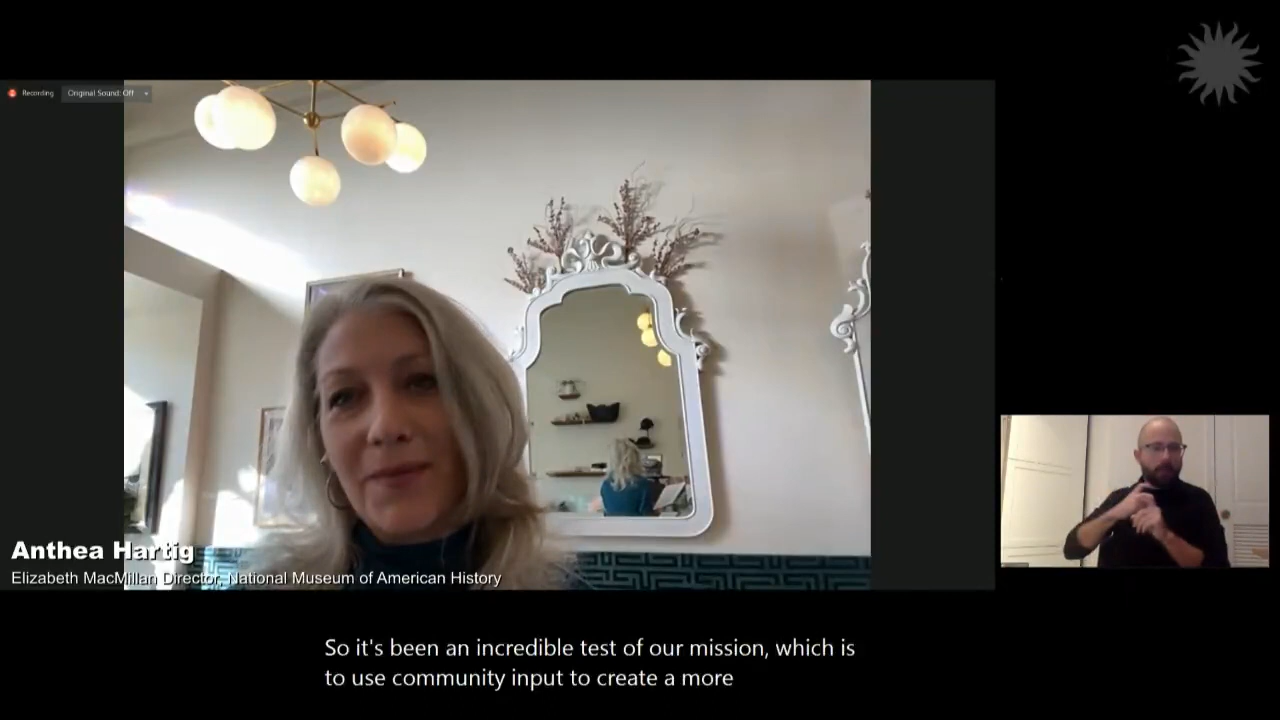 Recording
Original Sound: Off
Anthea Hartig
Elizabeth MacMillan Director, National Museum of American History
So it's been an incredible test of our mission, which is
to use community input to create a more